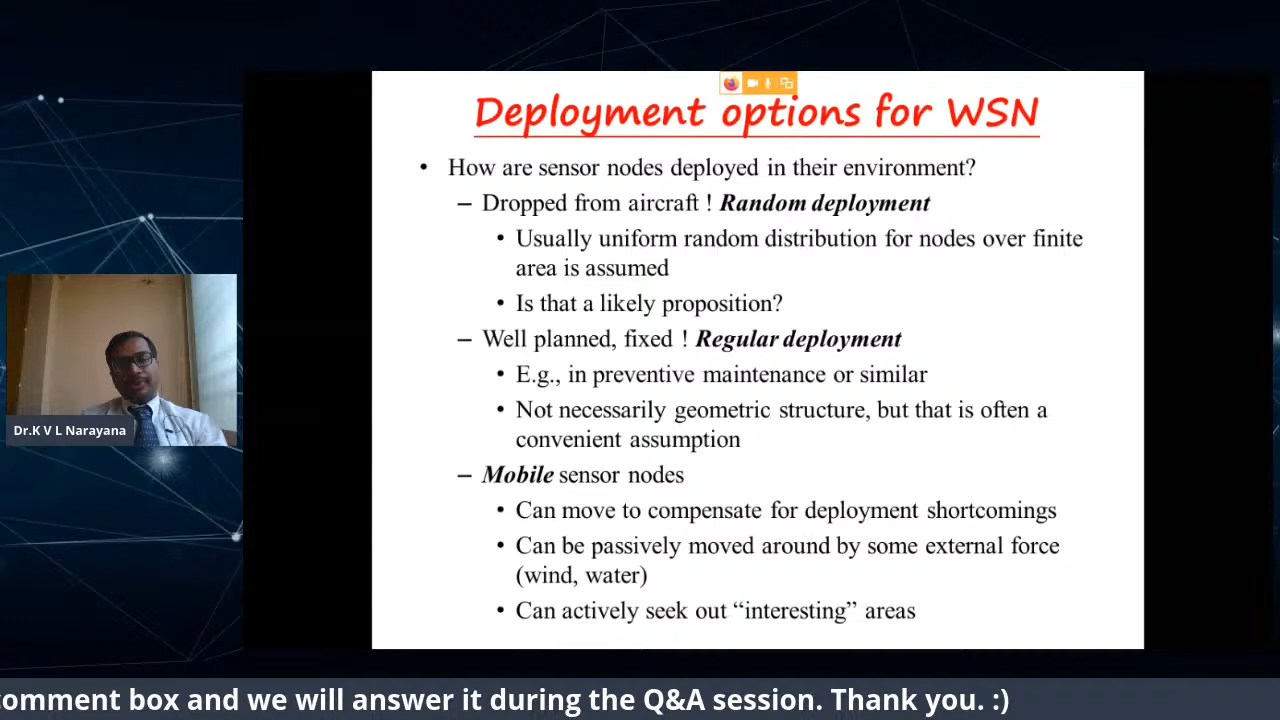 Deployment options for WSN
• How are sensor nodes deployed in their environment?
– Dropped from aircraft ! Random deployment
• Usually uniform random distribution for nodes over finite
area is assumed
• Is that a likely proposition?
– Well planned, fixed ! Regular deployment
• E.g., in preventive maintenance or similar
• Not necessarily geometric structure, but that is often a
convenient assumption
– Mobile sensor nodes
• Can move to compensate for deployment shortcomings
• Can be passively moved around by some external force
(wind, water)
• Can actively seek out “interesting” areas
Dr.K V L Narayana
comment box and we will answer it during the Q&A session. Thank you. :)